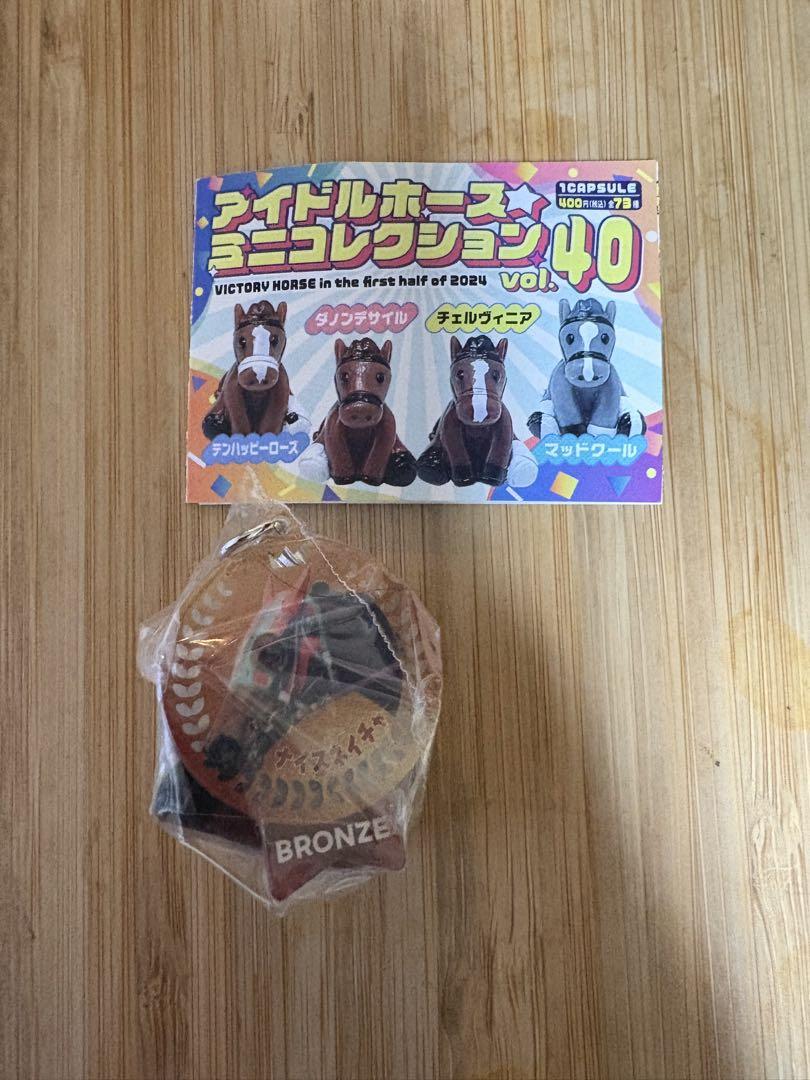 アイドルホース
ミニコレクション vol.40
1CAPSULE
400円(税込)全73種
VICTORY HORSE in the first half of 2024
ダノンデサイル
チェルヴィニア
テンハッピーローズ
マッドクール
ナイスネイチャ
BRONZE